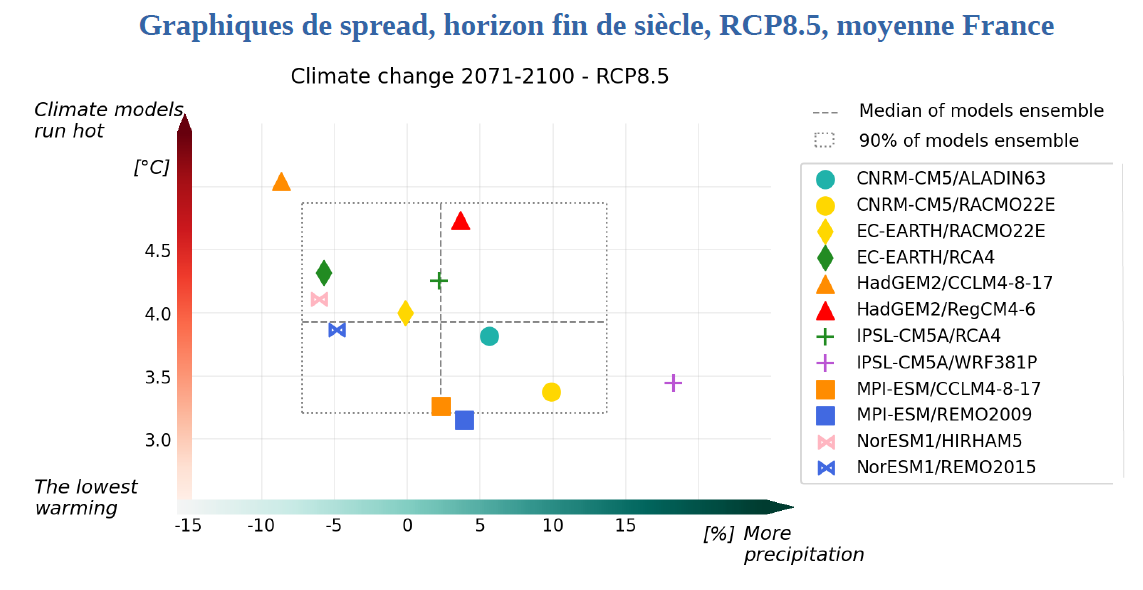 Graphiques de spread, horizon fin de siècle, RCP8.5, moyenne France
Climate change 2071-2100 - RCP8.5
Climate models
run hot
[°C]
4.5
4.0
3.5
3.0
The lowest
warming
-15
-10
-5
0
5
10
15
[%]
More
precipitation
Median of models ensemble
90% of models ensemble
CNRM-CM5/ALADIN63
CNRM-CM5/RACMO22E
EC-EARTH/RACMO22E
EC-EARTH/RCA4
HadGEM2/CCLM4-8-17
HadGEM2/RegCM4-6
IPSL-CM5A/RCA4
IPSL-CM5A/WRF381P
MPI-ESM/CCLM4-8-17
MPI-ESM/REMO2009
NorESM1/HIRHAM5
NorESM1/REMO2015